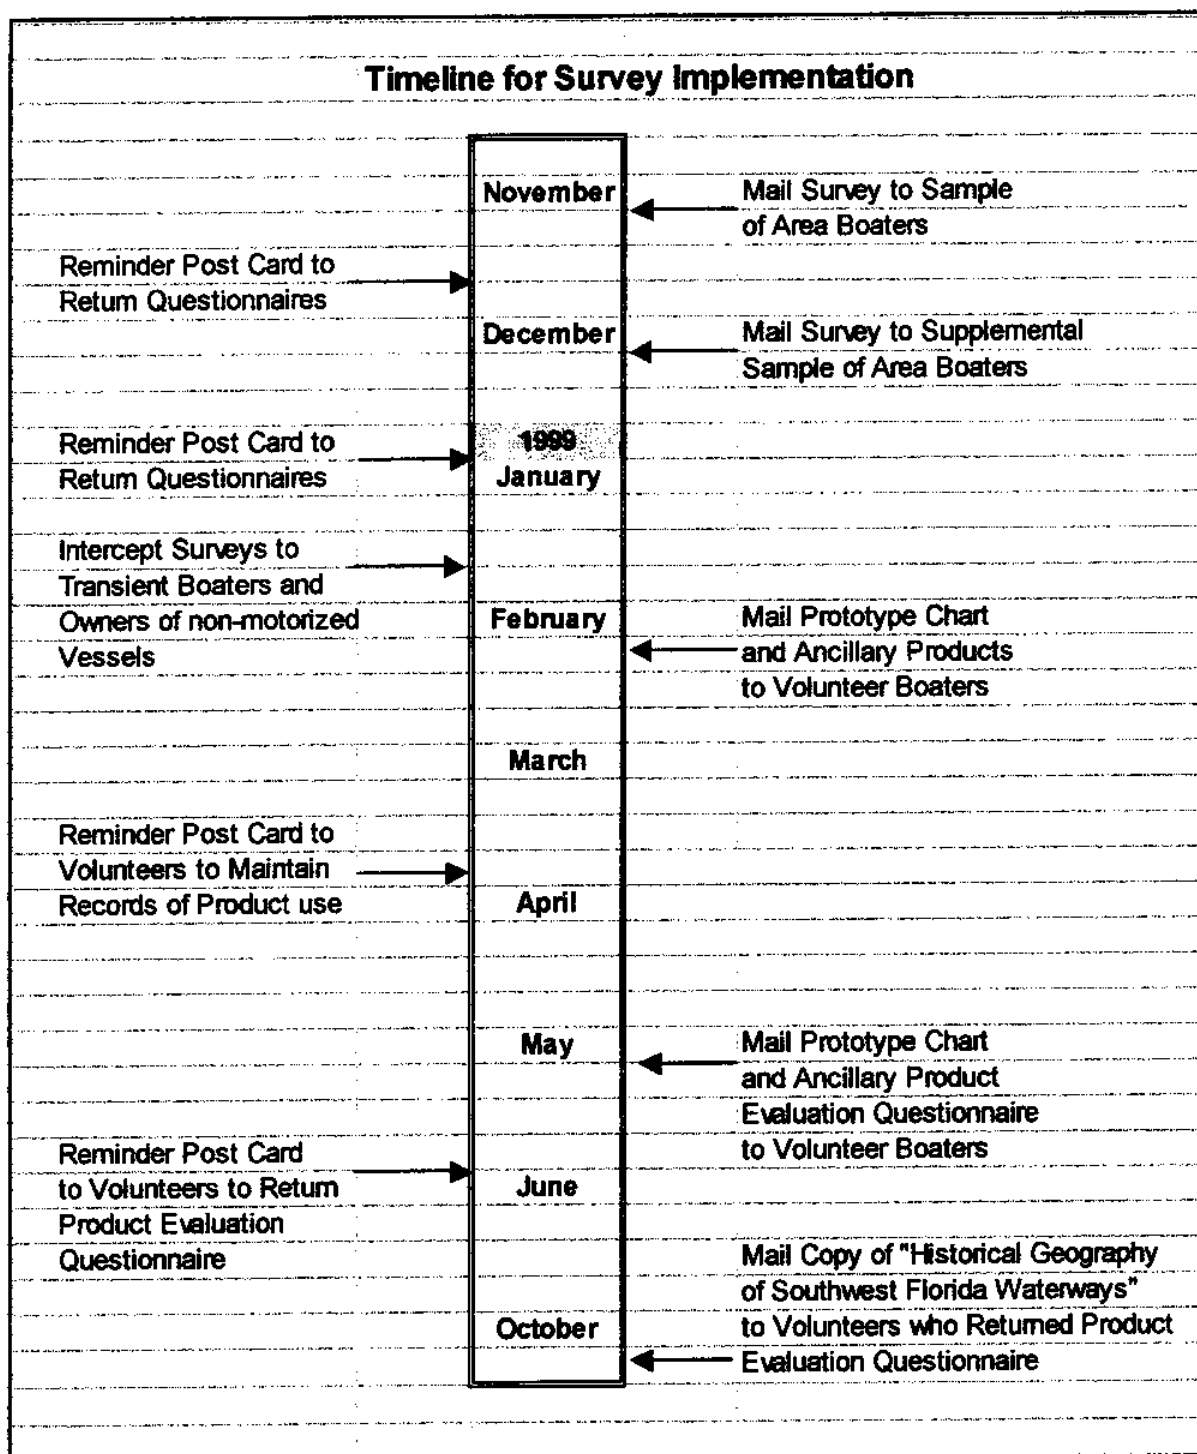 Timeline for Survey Implementation
November
Mail Survey to Sample
of Area Boaters
Reminder Post Card to
Return Questionnaires
December
Mail Survey to Supplemental
Sample of Area Boaters
Reminder Post Card to
Return Questionnaires
1999
January
Intercept Surveys to
Transient Boaters and
Owners of non-motorized
Vessels
February
Mail Prototype Chart
and Ancillary Products
to Volunteer Boaters
March
Reminder Post Card to
Volunteers to Maintain
Records of Product use
April
May
Mail Prototype Chart
and Ancillary Product
Evaluation Questionnaire
to Volunteer Boaters
Reminder Post Card
to Volunteers to Return
Product Evaluation
Questionnaire
June
Mail Copy of "Historical Geography
of Southwest Florida Waterways"
to Volunteers who Returned Product
Evaluation Questionnaire
October